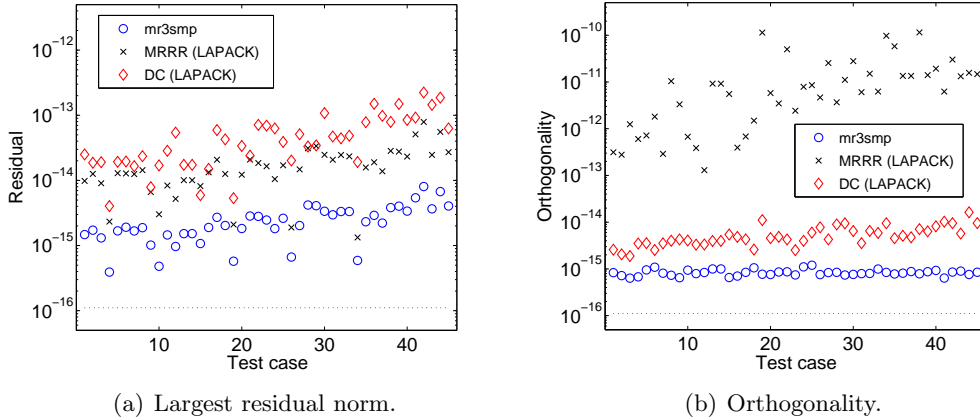 10^-12
10^-13
10^-14
10^-15
10^-16
Residual
mr3smp
MRRR (LAPACK)
DC (LAPACK)
10 20 30 40
Test case
(a) Largest residual norm.
10^-10
10^-11
10^-12
10^-13
10^-14
10^-15
10^-16
Orthogonality
mr3smp
MRRR (LAPACK)
DC (LAPACK)
10 20 30 40
Test case
(b) Orthogonality.